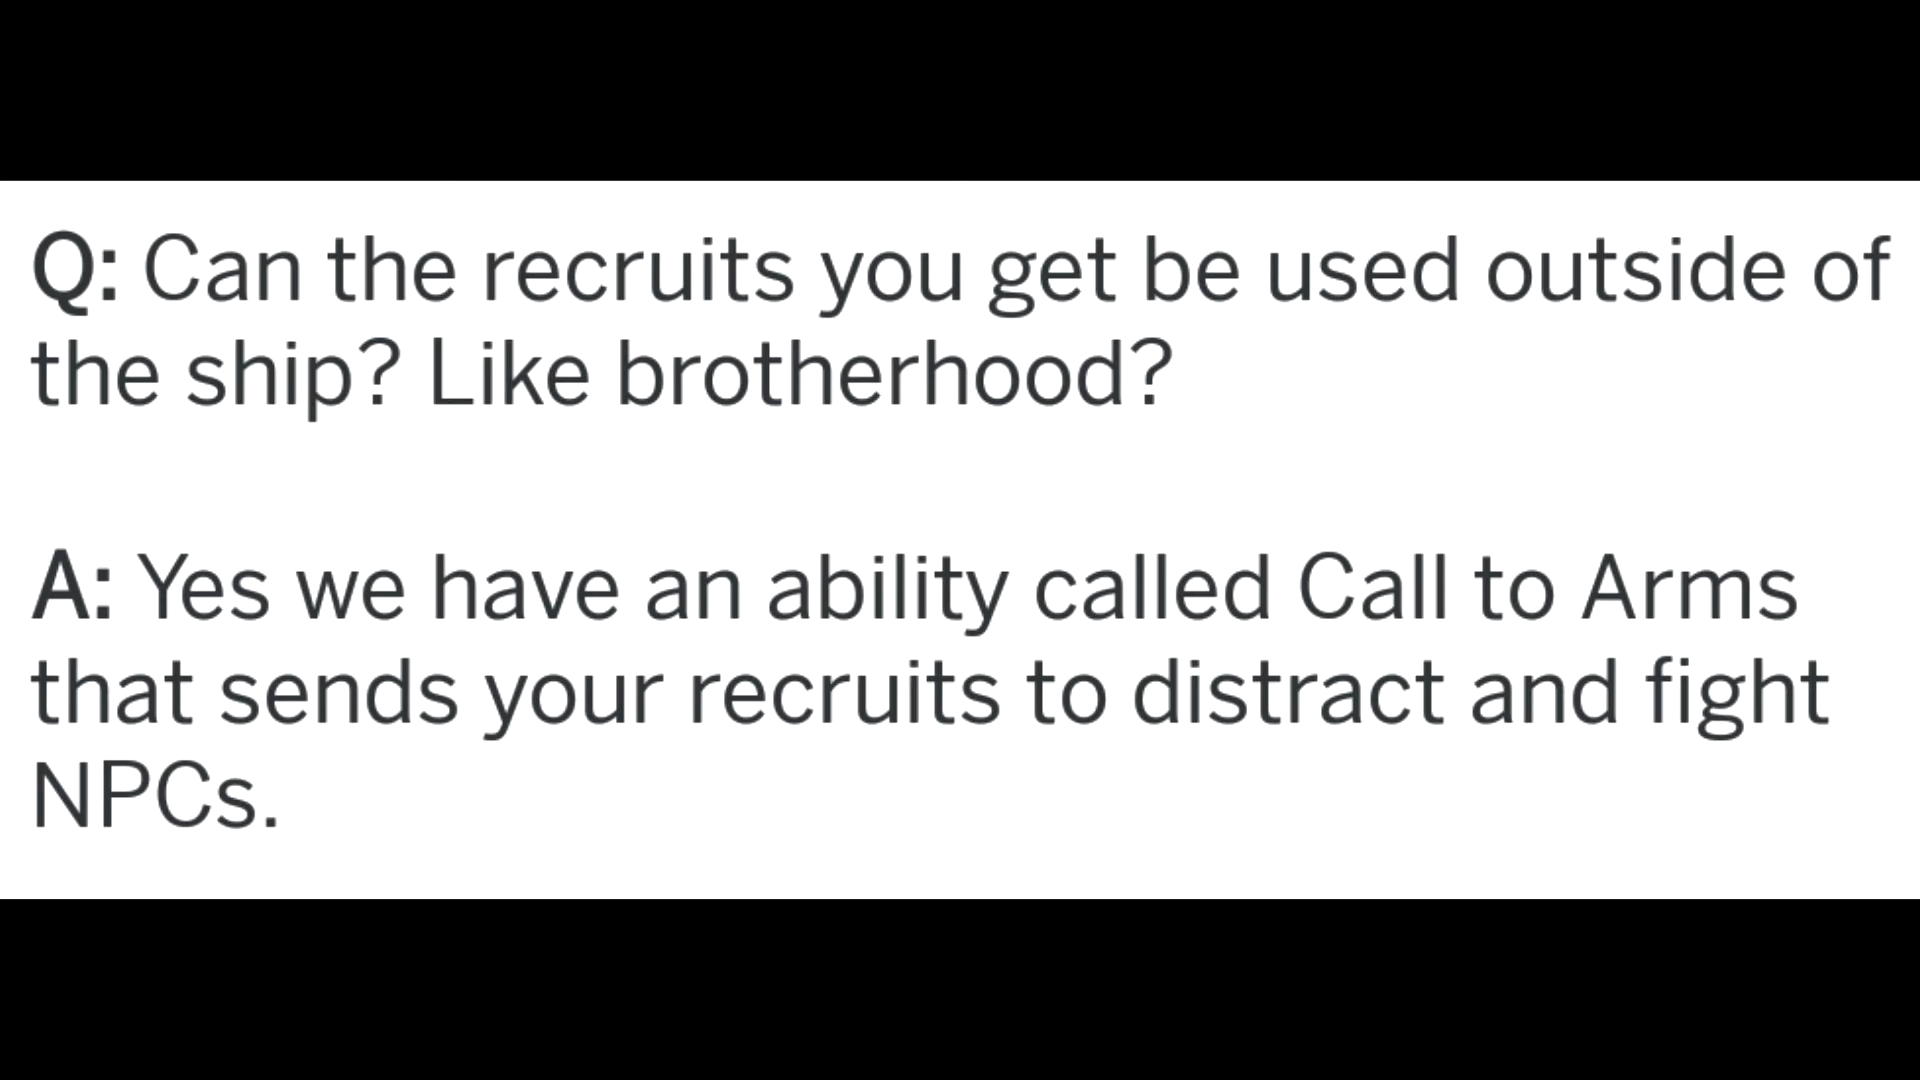 Q: Can the recruits you get be used outside of
the ship? Like brotherhood?
A: Yes we have an ability called Call to Arms
that sends your recruits to distract and fight
NPCs.